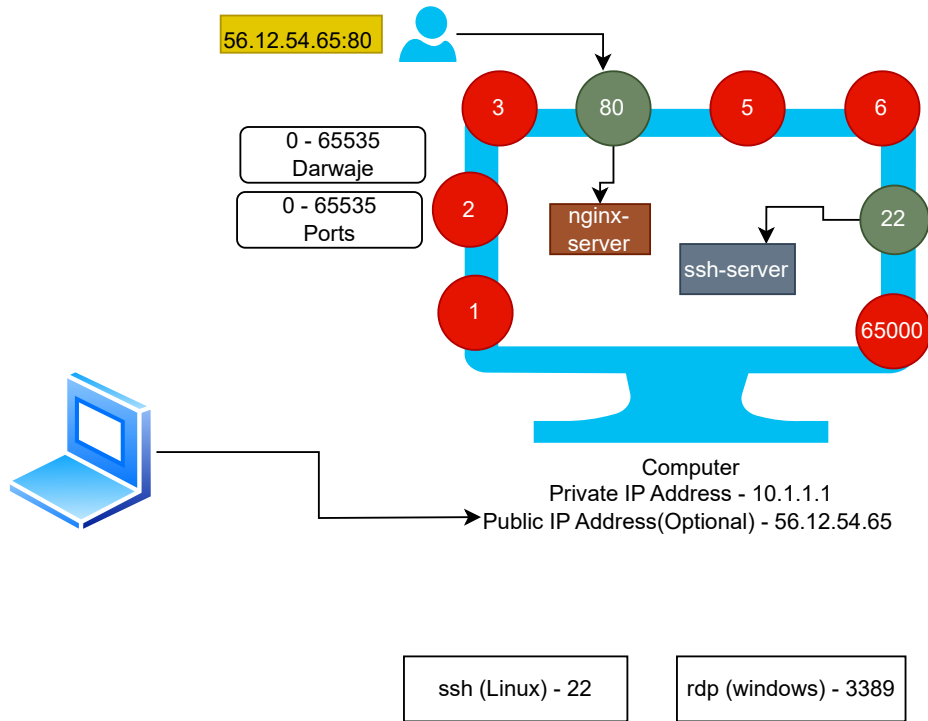 56.12.54.65:80
3
80
5
6
0 - 65535
Darwaje
2
0 - 65535
Ports
nginx-
server
22
ssh-server
1
65000
Computer
Private IP Address - 10.1.1.1
Public IP Address(Optional) - 56.12.54.65
ssh (Linux) - 22
rdp (windows) - 3389